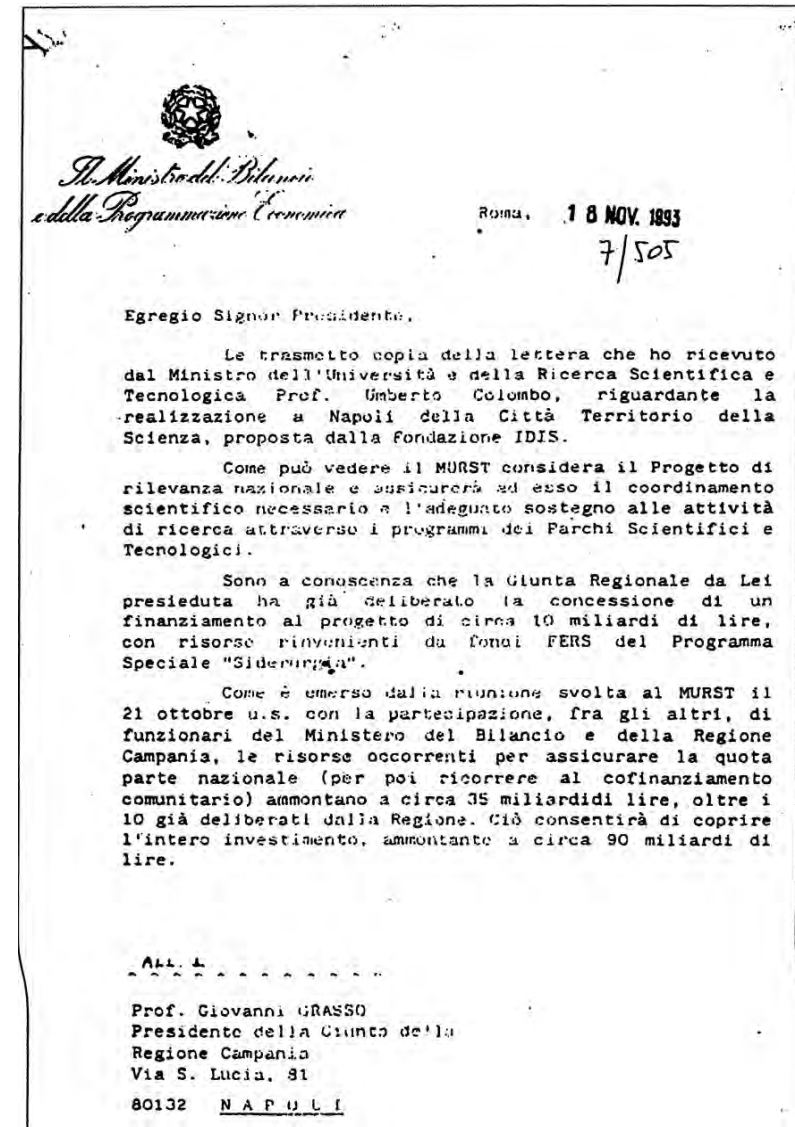 Il Ministro del Bilancio
e della Programmazione Economica
Roma, 18 NOV. 1993
7/505
Egregio Signor Presidente,
Le trasmetto copia della lettera che ho ricevuto
dal Ministro dell'Università e della Ricerca Scientifica e
Tecnologica Prof. Umberto Colombo, riguardante la
realizzazione a Napoli della Città Territorio della
Scienza, proposta dalla Fondazione IDIS.
Come può vedere il MURST considera il Progetto di
rilevanza nazionale e assicurerà ad esso il coordinamento
scientifico necessario e l'adeguato sostegno alle attività
di ricerca attraverso i programmi dei Parchi Scientifici e
Tecnologici.
Sono a conoscenza che la Giunta Regionale da Lei
presieduta ha già deliberato la concessione di un
finanziamento al progetto di circa 10 miliardi di lire,
con risorse rinvenienti da fondi FERS del Programma
Speciale "Siderurgia".
Come è emerso dalla riunione svolta al MURST il
21 ottobre u.s. con la partecipazione, fra gli altri, di
funzionari del Ministero del Bilancio e della Regione
Campania, le risorse occorrenti per assicurare la quota
parte nazionale (per poi ricorrere al cofinanziamento
comunitario) ammontano a circa 35 miliardidi lire, oltre i
10 già deliberati dalla Regione. Ciò consentirà di coprire
l'intero investimento, ammontante a circa 90 miliardi di
lire.
ALL. 1
Prof. Giovanni GRASSO
Presidente della Giunta della
Regione Campania
Via S. Lucia, 81
80132 N A P O L I